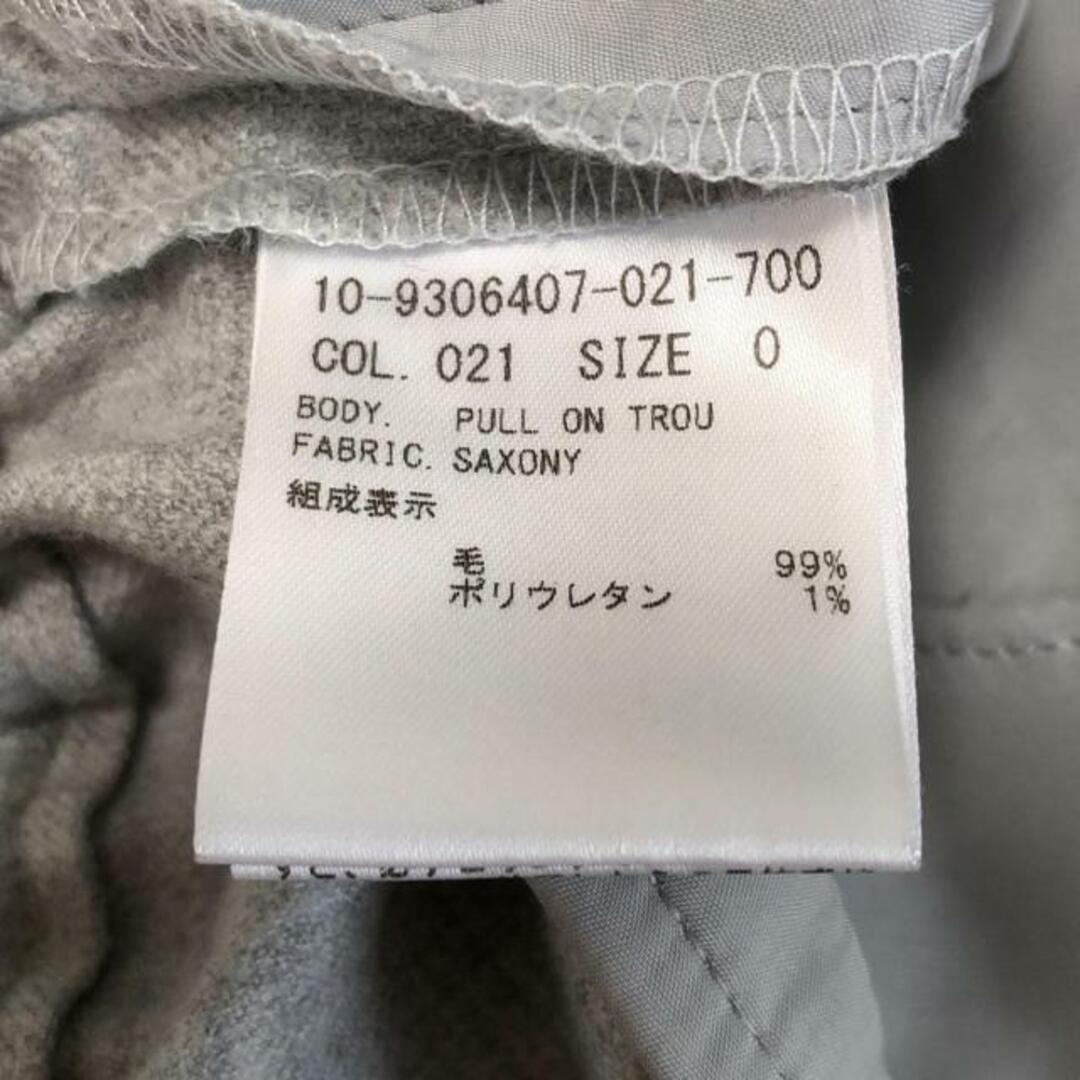 10-9306407-021-700
COL. 021 SIZE 0
BODY. PULL ON TROU
FABRIC. SAXONY
組成表示
毛 99%
ポリウレタン 1%